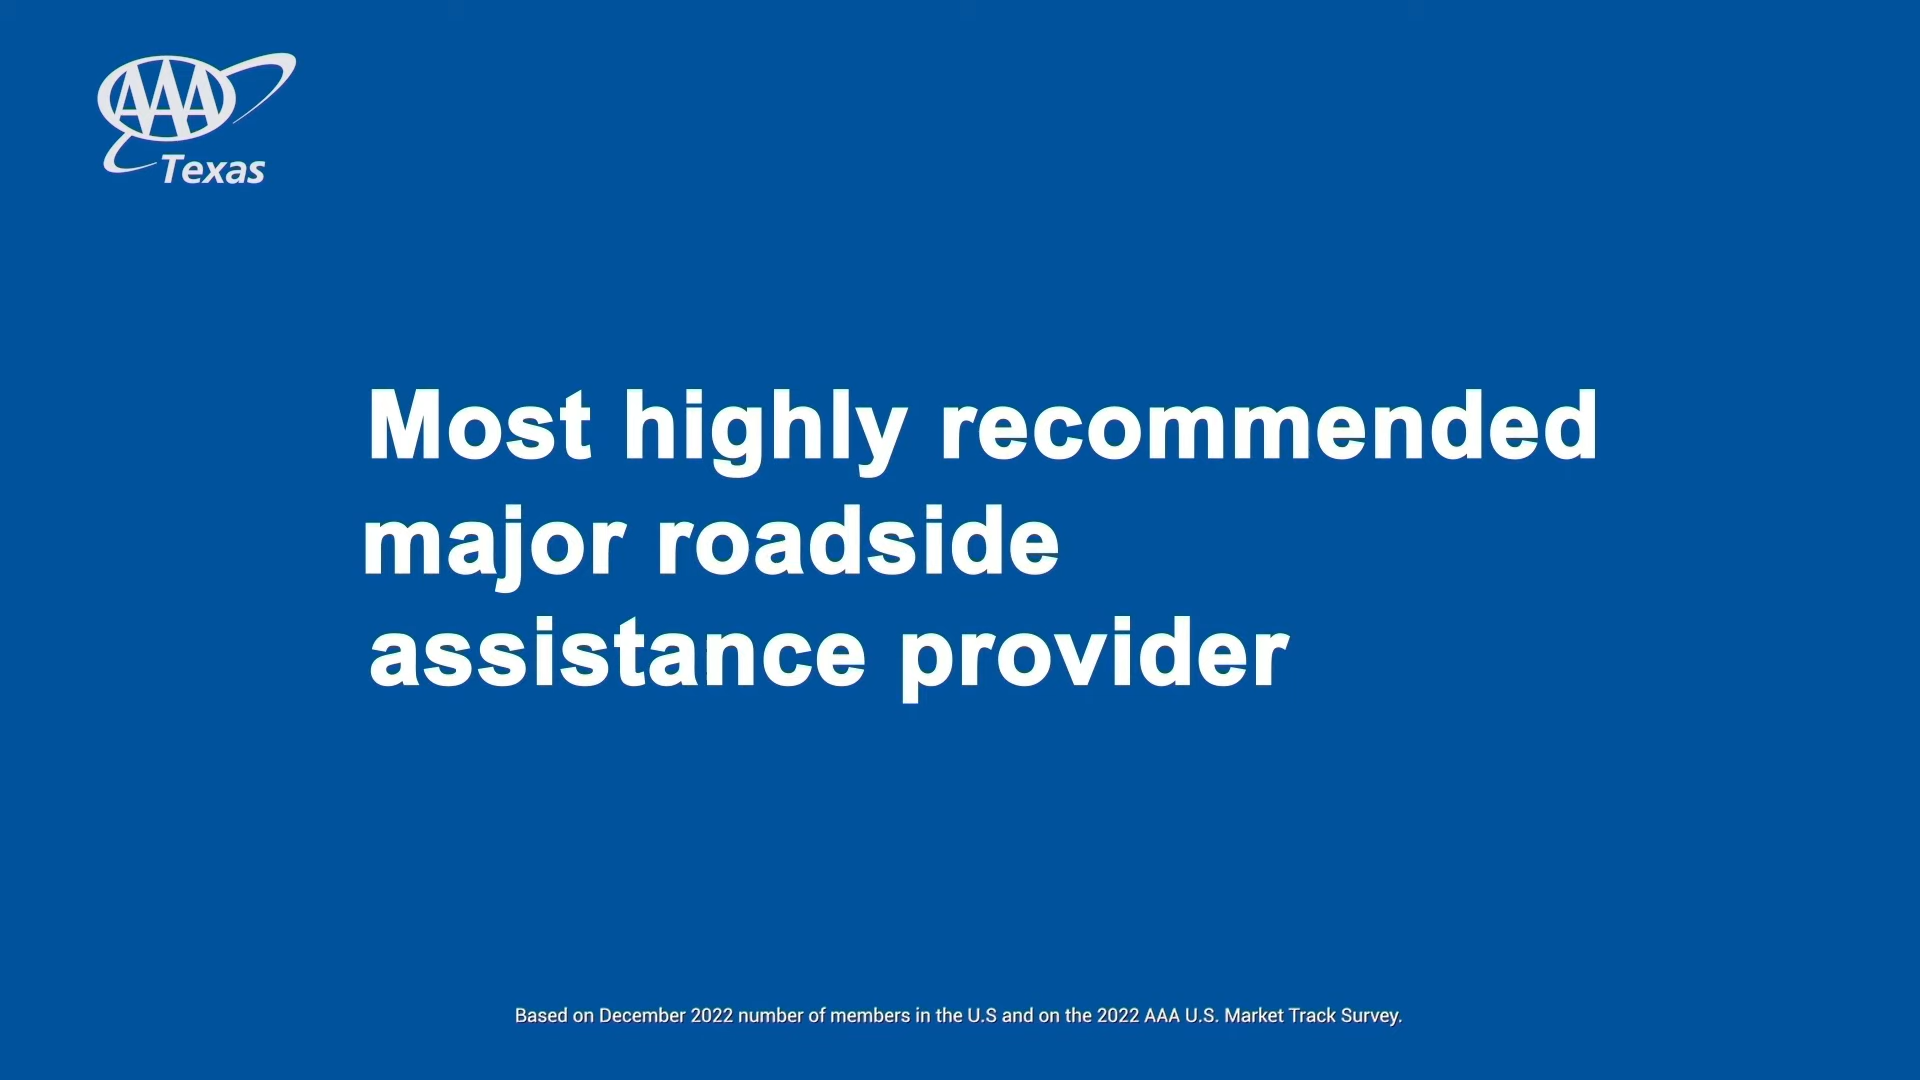 AAA
Texas
Most highly recommended
major roadside
assistance provider
Based on December 2022 number of members in the U.S and on the 2022 AAA U.S. Market Track Survey.